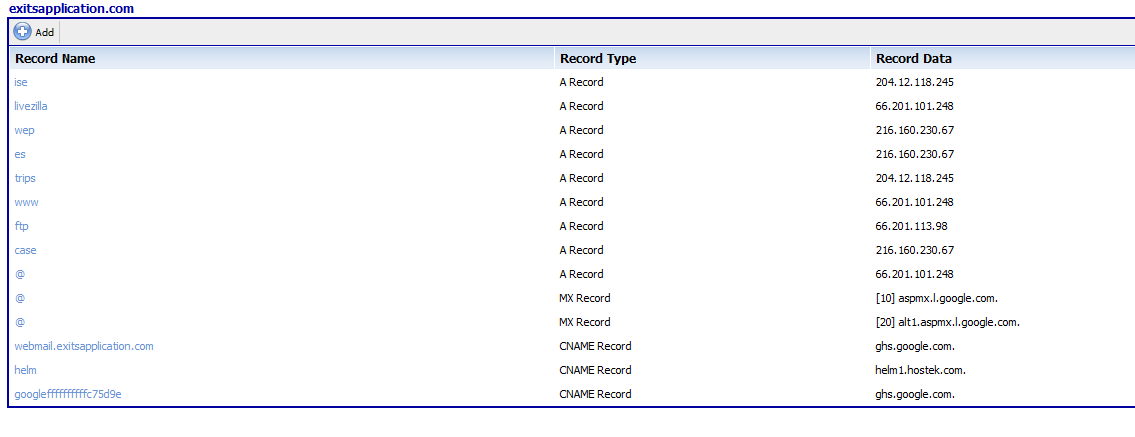 exitsapplication.com
Add
Record Name Record Type Record Data
ise A Record 204.12.118.245
livezilla A Record 66.201.101.248
wep A Record 216.160.230.67
es A Record 216.160.230.67
trips A Record 204.12.118.245
www A Record 66.201.101.248
ftp A Record 66.201.113.98
case A Record 216.160.230.67
@ A Record 66.201.101.248
@ MX Record [10] aspmx.l.google.com.
@ MX Record [20] alt1.aspmx.l.google.com.
webmail.exitsapplication.com CNAME Record ghs.google.com.
helm CNAME Record helm1.hostek.com.
googleffffffffffc75d9e CNAME Record ghs.google.com.